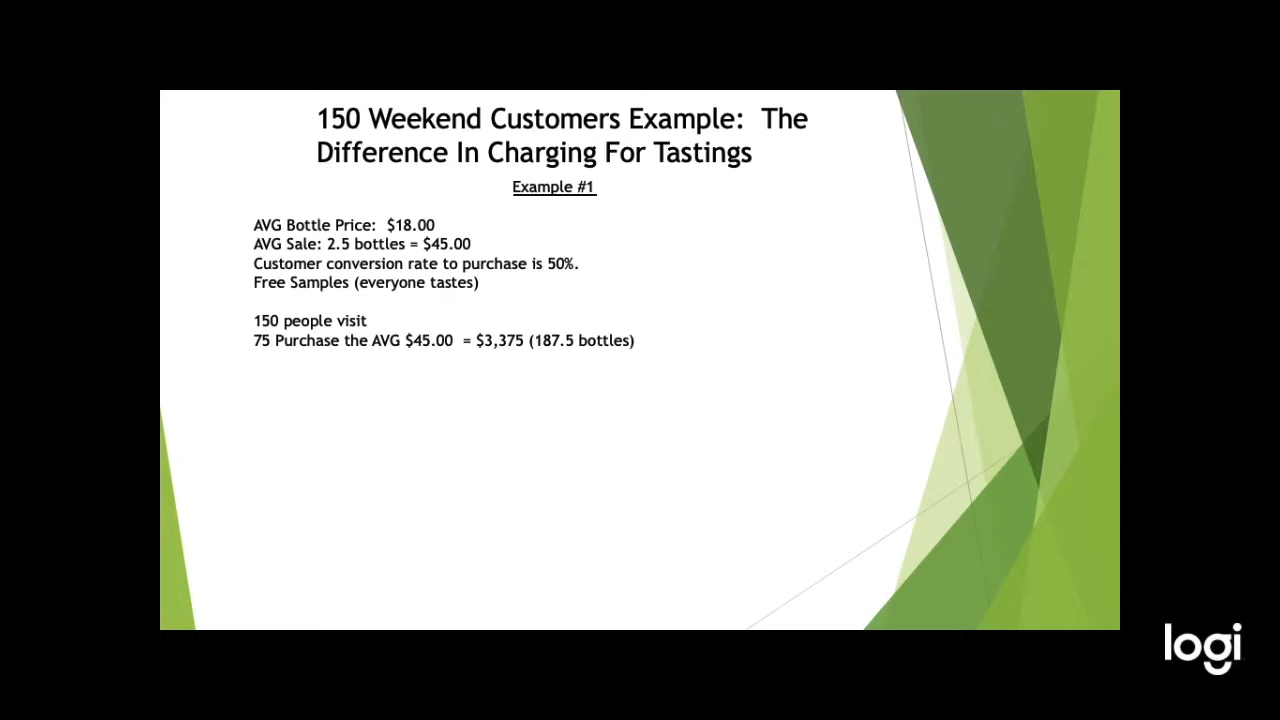 150 Weekend Customers Example:  The
Difference In Charging For Tastings
Example #1
AVG Bottle Price:  $18.00
AVG Sale: 2.5 bottles = $45.00
Customer conversion rate to purchase is 50%.
Free Samples (everyone tastes)
150 people visit
75 Purchase the AVG $45.00  = $3,375 (187.5 bottles)
logi